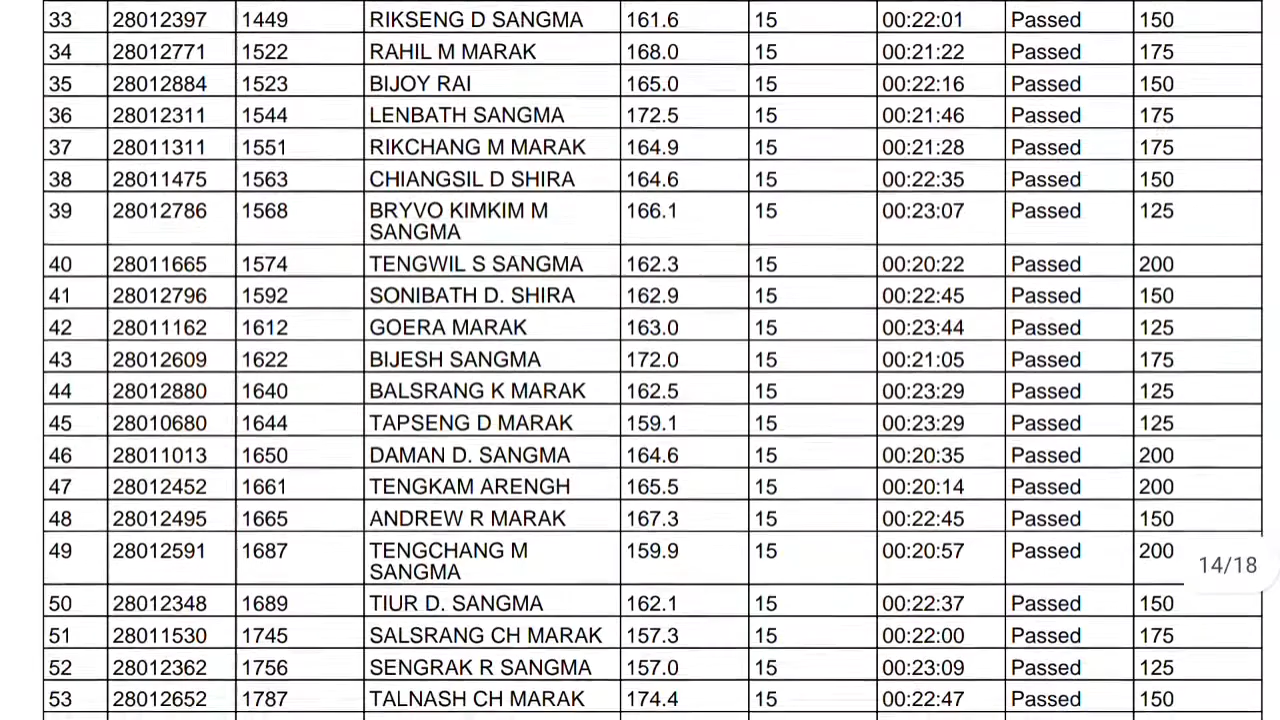 33 28012397 1449 RIKSENG D SANGMA 161.6 15 00:22:01 Passed 150
34 28012771 1522 RAHIL M MARAK 168.0 15 00:21:22 Passed 175
35 28012884 1523 BIJOY RAI 165.0 15 00:22:16 Passed 150
36 28012311 1544 LENBATH SANGMA 172.5 15 00:21:46 Passed 175
37 28011311 1551 RIKCHANG M MARAK 164.9 15 00:21:28 Passed 175
38 28011475 1563 CHIANGSIL D SHIRA 164.6 15 00:22:35 Passed 150
39 28012786 1568 BRYVO KIMKIM M 166.1 15 00:23:07 Passed 125
SANGMA
40 28011665 1574 TENGWIL S SANGMA 162.3 15 00:20:22 Passed 200
41 28012796 1592 SONIBATH D. SHIRA 162.9 15 00:22:45 Passed 150
42 28011162 1612 GOERA MARAK 163.0 15 00:23:44 Passed 125
43 28012609 1622 BIJESH SANGMA 172.0 15 00:21:05 Passed 175
44 28012880 1640 BALSRANG K MARAK 162.5 15 00:23:29 Passed 125
45 28010680 1644 TAPSENG D MARAK 159.1 15 00:23:29 Passed 125
46 28011013 1650 DAMAN D. SANGMA 164.6 15 00:20:35 Passed 200
47 28012452 1661 TENGKAM ARENGH 165.5 15 00:20:14 Passed 200
48 28012495 1665 ANDREW R MARAK 167.3 15 00:22:45 Passed 150
49 28012591 1687 TENGCHANG M 159.9 15 00:20:57 Passed 200
SANGMA
14/18
50 28012348 1689 TIUR D. SANGMA 162.1 15 00:22:37 Passed 150
51 28011530 1745 SALSRANG CH MARAK 157.3 15 00:22:00 Passed 175
52 28012362 1756 SENGRAK R SANGMA 157.0 15 00:23:09 Passed 125
53 28012652 1787 TALNASH CH MARAK 174.4 15 00:22:47 Passed 150